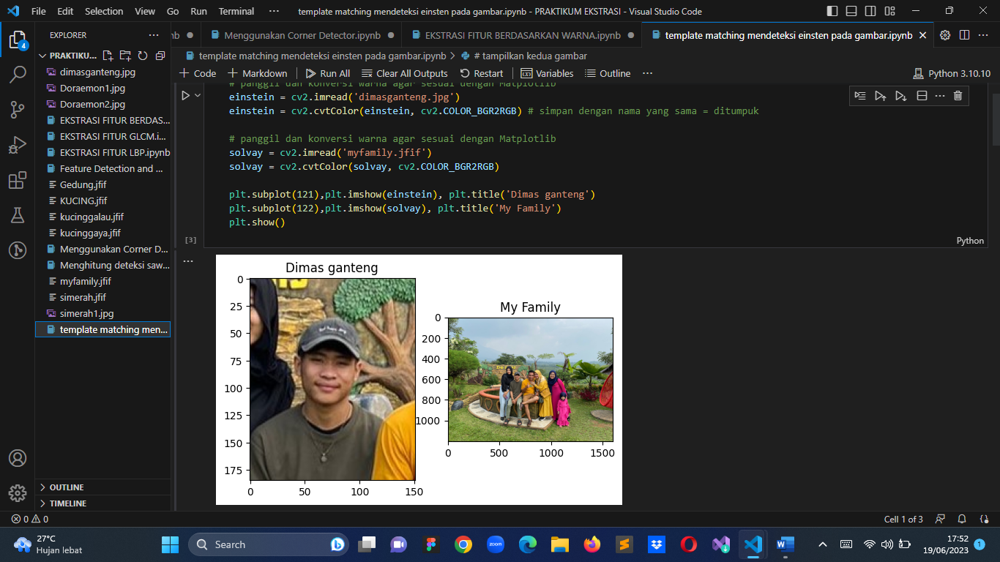 File Edit Selection View Go Run Terminal ··· template matching mendeteksi einsten pada gambar.ipynb - PRAKTIKUM EKSTRASI - Visual Studio Code
EXPLORER ···
nb Menggunakan Corner Detector.ipynb EKSTRASI FITUR BERDASARKAN WARNA.ipynb template matching mendeteksi einsten pada gambar.ipynb ···
PRAKTIKU...
template matching mendeteksi einsten pada gambar.ipynb > # tampilkan kedua gambar
+ Code + Markdown Run All Clear All Outputs Restart Variables Outline ··· Python 3.10.10
4
dimasganteng.jpg
Doraemon1.jpg
Doraemon2.jpg
EKSTRASI FITUR BERDAS...
EKSTRASI FITUR GLCM.i...
EKSTRASI FITUR LBP.ipynb
Feature Detection and ...
Gedung.jfif
KUCING.jfif
kucinggalau.jfif
kucinggaya.jfif
Menggunakan Corner D...
Menghitung deteksi saw...
myfamily.jfif
simerah.jfif
simerah1.jpg
template matching men...
OUTLINE
TIMELINE
# panggil dan konversi warna agar sesuai dengan Matplotlib
einstein = cv2.imread('dimasganteng.jpg')
einstein = cv2.cvtColor(einstein, cv2.COLOR_BGR2RGB) # simpan dengan nama yang sama = ditumpuk
# panggil dan konversi warna agar sesuai dengan Matplotlib
solvay = cv2.imread('myfamily.jfif')
solvay = cv2.cvtColor(solvay, cv2.COLOR_BGR2RGB)
plt.subplot(121),plt.imshow(einstein), plt.title('Dimas ganteng')
plt.subplot(122),plt.imshow(solvay), plt.title('My Family')
plt.show()
[3] Python
···
Dimas ganteng
0
25
50
75
100
125
150
175
0 50 100 150
My Family
0
200
400
600
800
1000
0 500 1000 1500
0 0 Cell 1 of 3
27°C
Hujan lebat
Search
zoom
17:52
19/06/2023
1